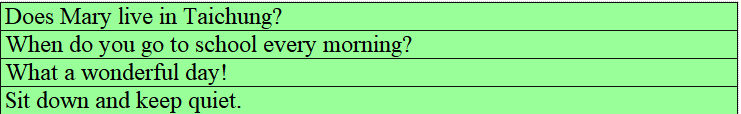 Does Mary live in Taichung?
When do you go to school every morning?
What a wonderful day!
Sit down and keep quiet.